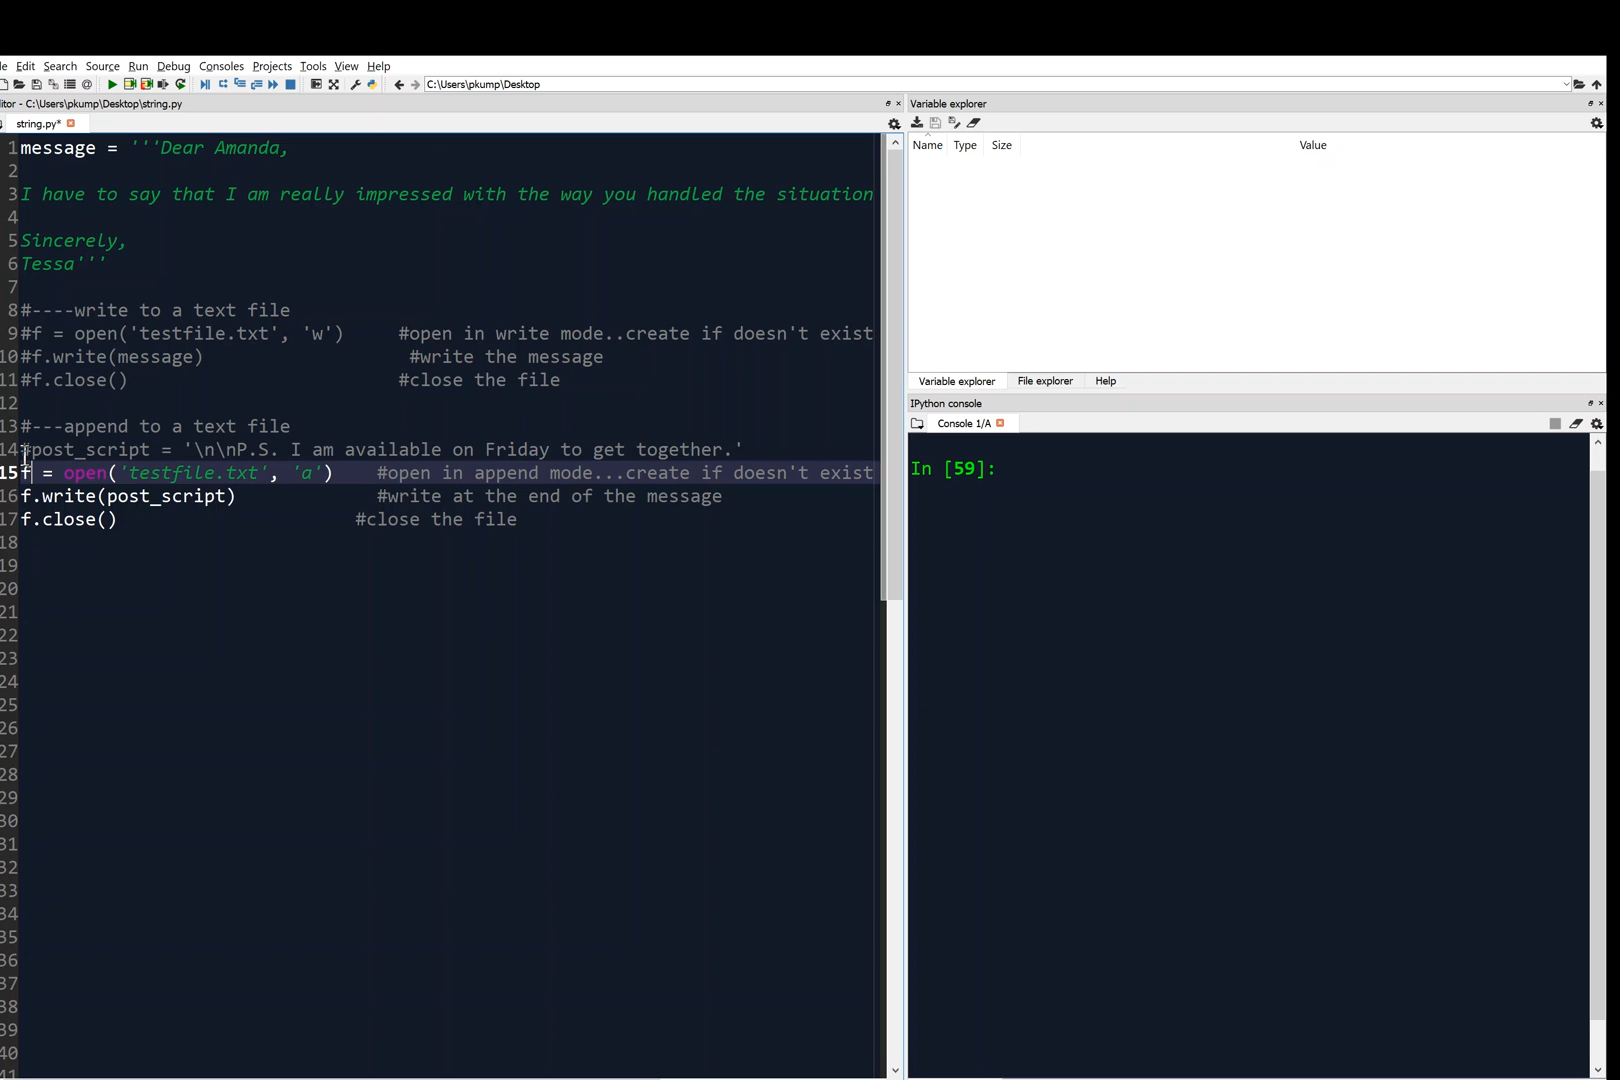 le Edit Search Source Run Debug Consoles Projects Tools View Help
C:\Users\pkump\Desktop
itor - C:\Users\pkump\Desktop\string.py
string.py*
1 message = '''Dear Amanda,
2
3 I have to say that I am really impressed with the way you handled the situation
4
5 Sincerely,
6 Tessa'''
7
8 #----write to a text file
9 #f = open('testfile.txt', 'w')     #open in write mode..create if doesn't exist
10 #f.write(message)                   #write the message
11 #f.close()                         #close the file
12
13 #---append to a text file
14 #post_script = '\n\nP.S. I am available on Friday to get together.'
15 f = open('testfile.txt', 'a')    #open in append mode...create if doesn't exist
16 f.write(post_script)             #write at the end of the message
17 f.close()                      #close the file
18
19
20
21
22
23
24
25
26
27
28
29
30
31
32
33
34
35
36
37
38
39
40
41
Variable explorer
Name Type Size Value
Variable explorer File explorer Help
IPython console
Console 1/A
In [59]: